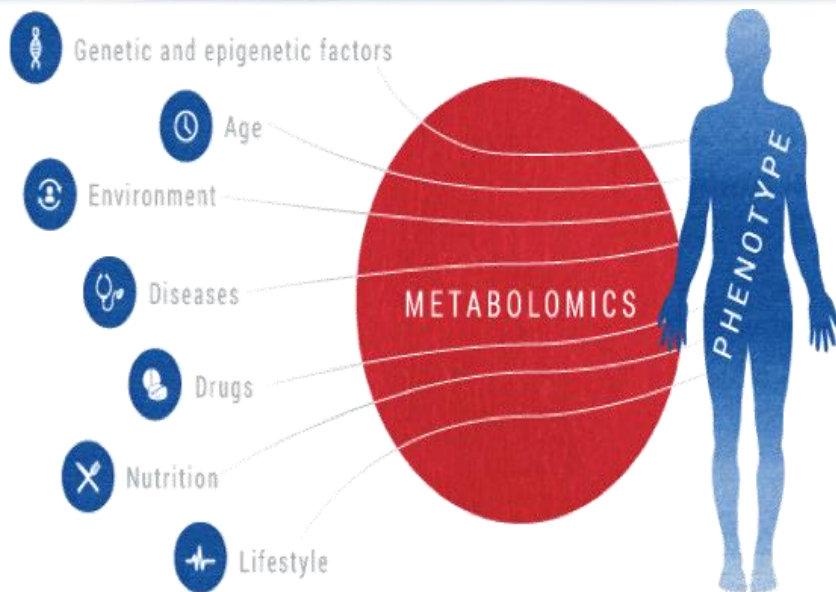 Genetic and epigenetic factors
Age
Environment
Diseases
METABOLOMICS
PHENOTYPE
Drugs
Nutrition
Lifestyle